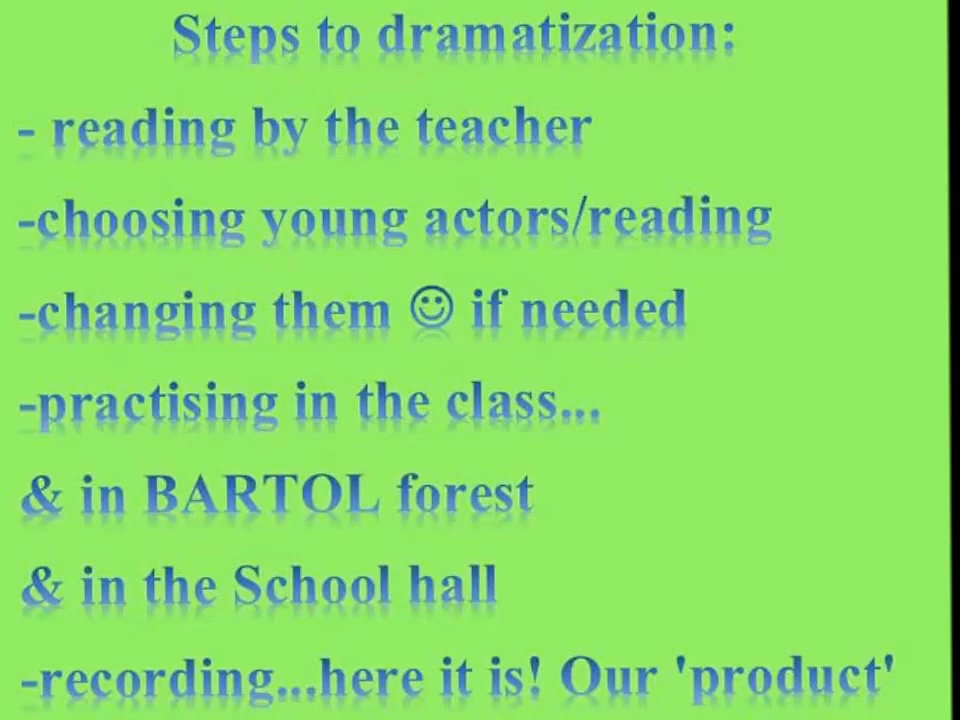 Steps to dramatization:
- reading by the teacher
-choosing young actors/reading
-changing them ☺ if needed
-practising in the class...
& in BARTOL forest
& in the School hall
-recording...here it is! Our 'product'